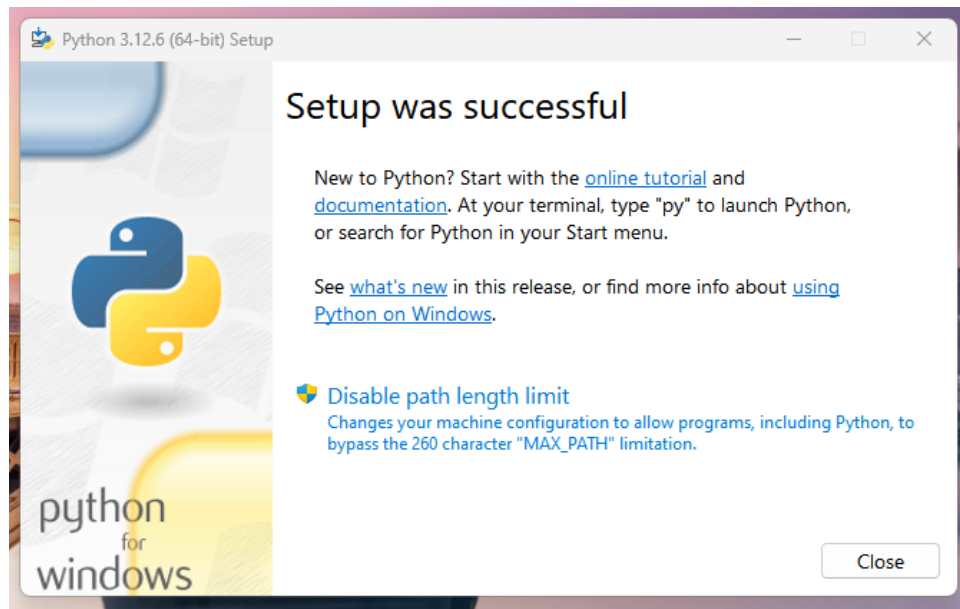 Python 3.12.6 (64-bit) Setup
Setup was successful
New to Python? Start with the online tutorial and
documentation. At your terminal, type "py" to launch Python,
or search for Python in your Start menu.
See what's new in this release, or find more info about using
Python on Windows.
Disable path length limit
Changes your machine configuration to allow programs, including Python, to
bypass the 260 character "MAX_PATH" limitation.
python
for
windows
Close